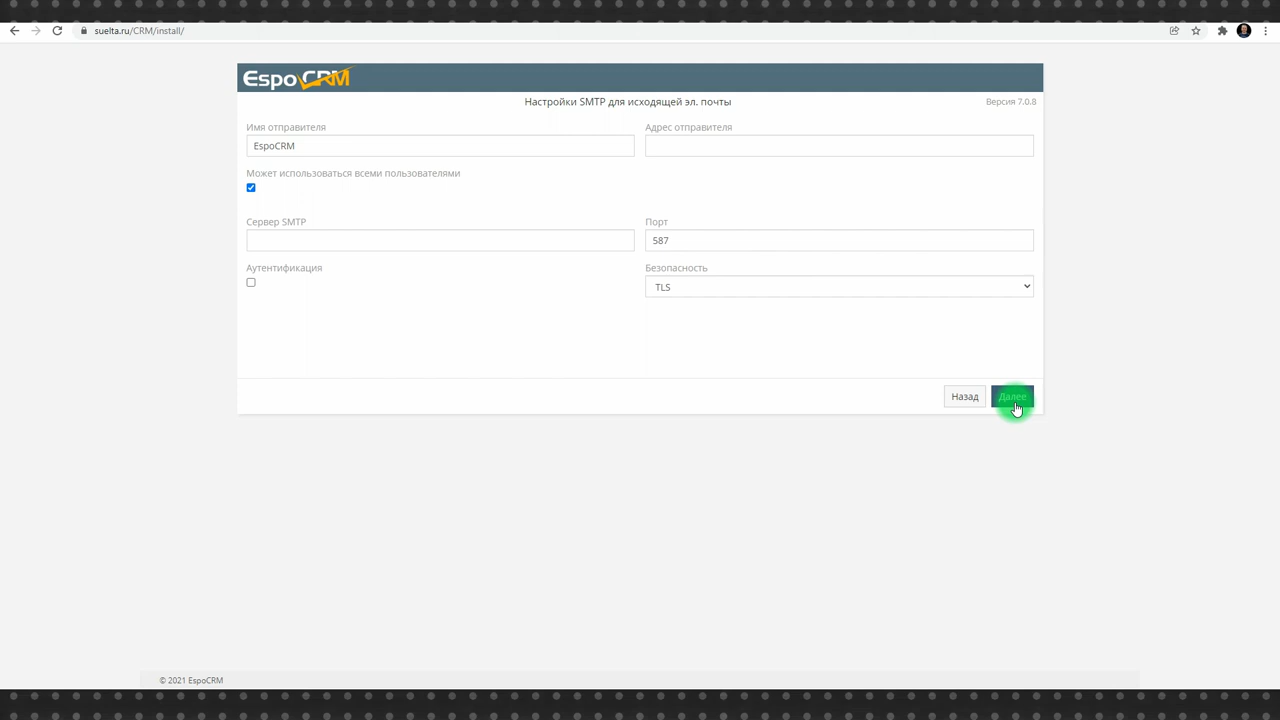 suelta.ru/CRM/install/
EspoCRM
Настройки SMTP для исходящей эл. почты
Версия 7.0.8
Имя отправителя
Адрес отправителя
EspoCRM
Может использоваться всеми пользователями
Сервер SMTP
Порт
587
Аутентификация
Безопасность
TLS
Назад
Далее
© 2021 EspoCRM